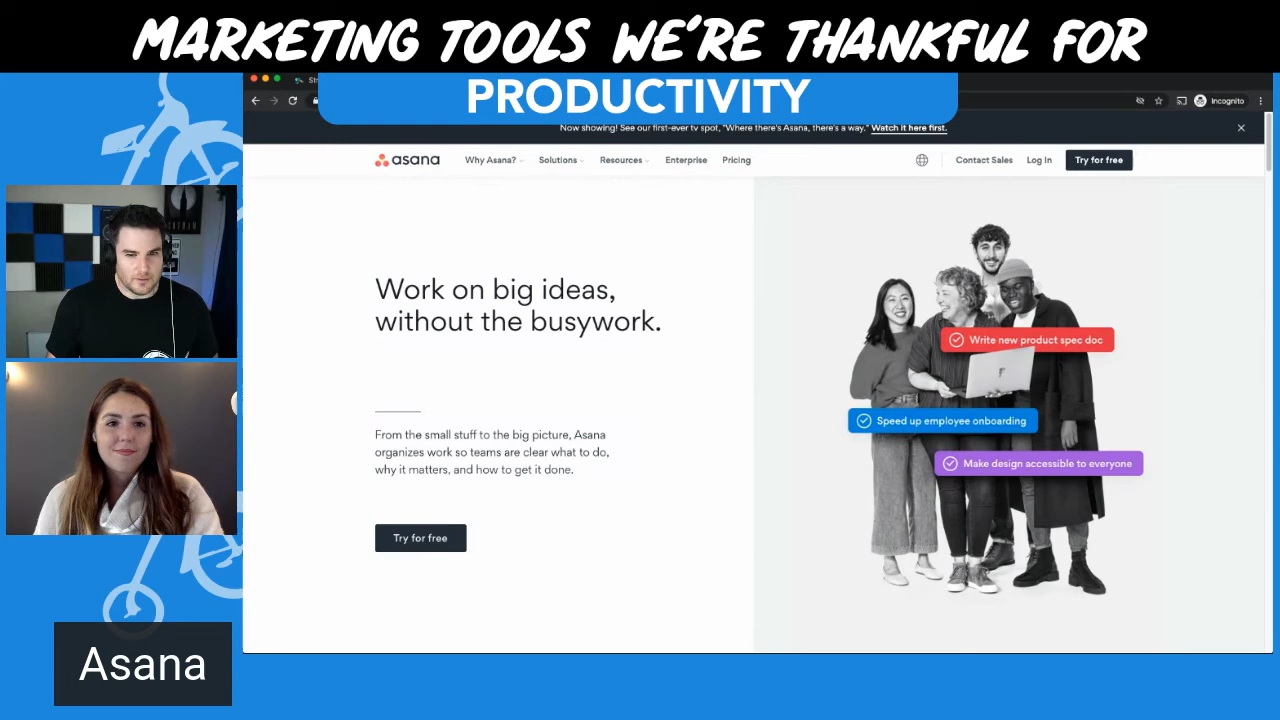 MARKETING TOOLS WE'RE THANKFUL FOR
PRODUCTIVITY
Incognito
Now showing! See our first-ever tv spot, "Where there's Asana, there's a way." Watch it here first.
asana Why Asana? Solutions Resources Enterprise Pricing Contact Sales Log In Try for free
Work on big ideas,
without the busywork.
Write new product spec doc
Speed up employee onboarding
Make design accessible to everyone
From the small stuff to the big picture, Asana
organizes work so teams are clear what to do,
why it matters, and how to get it done.
Try for free
Asana